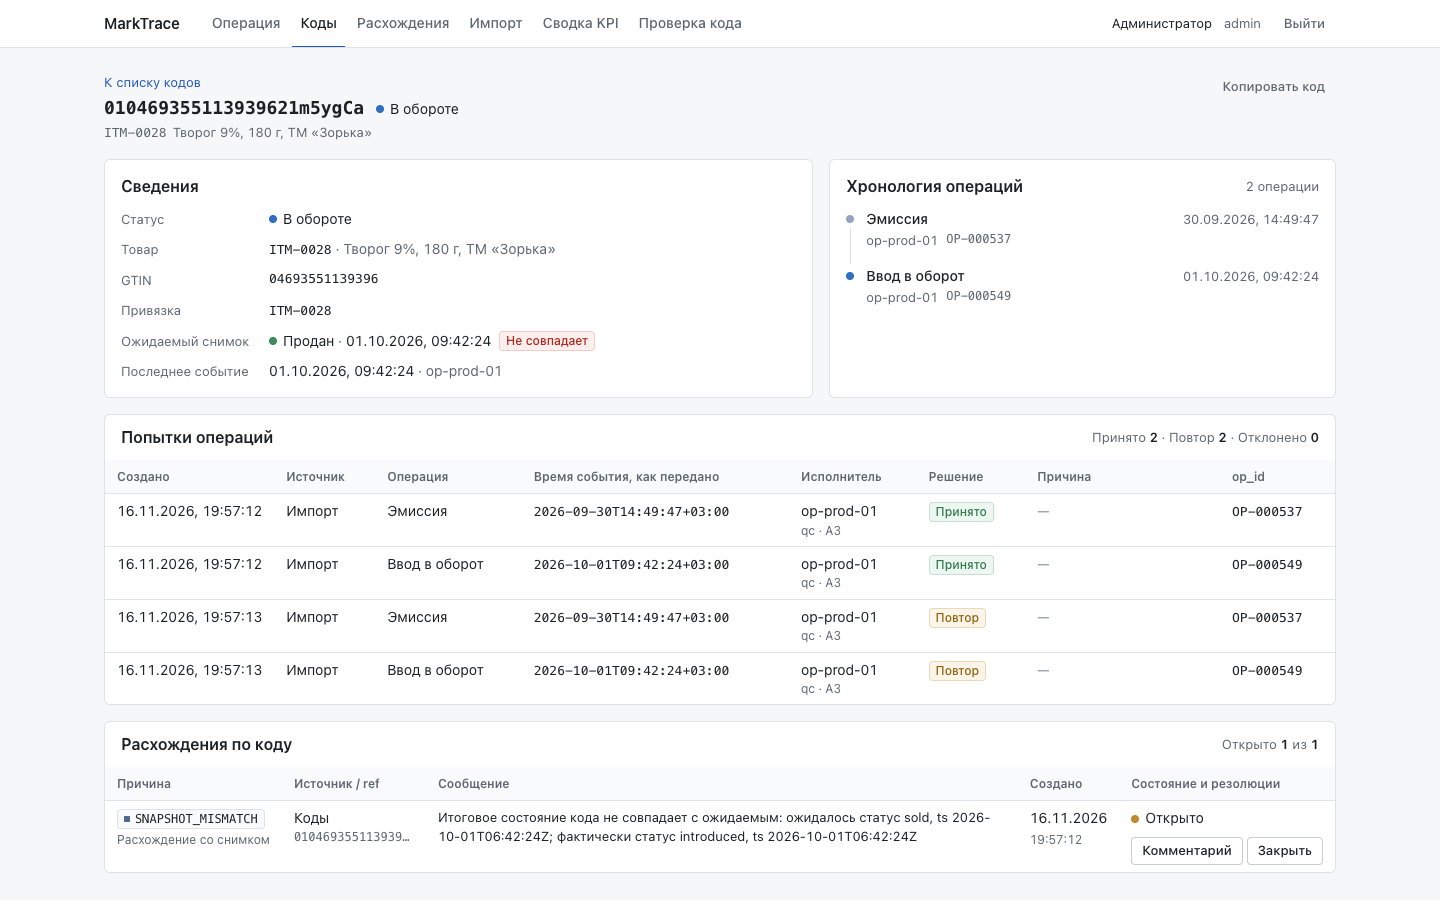 MarkTrace Операция Коды Расхождения Импорт Сводка KPI Проверка кода Администратор admin Выйти
К списку кодов
Копировать код
010469355113939621m5ygCa В обороте
ITM-0028 Творог 9%, 180 г, ТМ «Зорька»
Сведения
Статус В обороте
Товар ITM-0028 · Творог 9%, 180 г, ТМ «Зорька»
GTIN 04693551139396
Привязка ITM-0028
Ожидаемый снимок Продан · 01.10.2026, 09:42:24 Не совпадает
Последнее событие 01.10.2026, 09:42:24 · op-prod-01
Хронология операций 2 операции
Эмиссия 30.09.2026, 14:49:47
op-prod-01 OP-000537
Ввод в оборот 01.10.2026, 09:42:24
op-prod-01 OP-000549
Попытки операций Принято 2 · Повтор 2 · Отклонено 0
Создано Источник Операция Время события, как передано Исполнитель Решение Причина op_id
16.11.2026, 19:57:12 Импорт Эмиссия 2026-09-30T14:49:47+03:00 op-prod-01 Принято — OP-000537
qc · A3
16.11.2026, 19:57:12 Импорт Ввод в оборот 2026-10-01T09:42:24+03:00 op-prod-01 Принято — OP-000549
qc · A3
16.11.2026, 19:57:13 Импорт Эмиссия 2026-09-30T14:49:47+03:00 op-prod-01 Повтор — OP-000537
qc · A3
16.11.2026, 19:57:13 Импорт Ввод в оборот 2026-10-01T09:42:24+03:00 op-prod-01 Повтор — OP-000549
qc · A3
Расхождения по коду Открыто 1 из 1
Причина Источник / ref Сообщение Создано Состояние и резолюции
SNAPSHOT_MISMATCH Коды Итоговое состояние кода не совпадает с ожидаемым: ожидалось статус sold, ts 2026- 16.11.2026 Открыто
Расхождение со снимком 010469355113939… 10-01T06:42:24Z; фактически статус introduced, ts 2026-10-01T06:42:24Z 19:57:12
Комментарий Закрыть